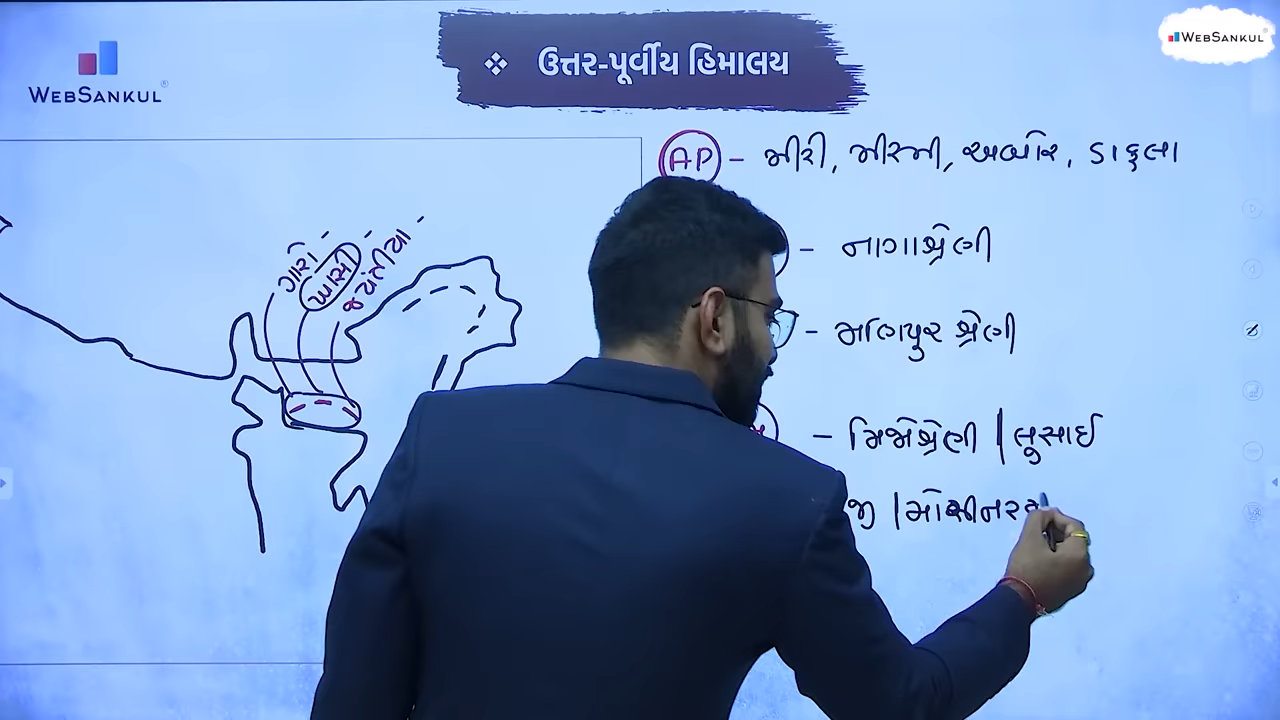 WEBSANKUL
❖ ઉત્તર-પૂર્વીય હિમાલય
WEBSANKUL
AP - મીરી, મીસ્મી, અબોર, ડાફલા
ગારો
ખાસી
જયંતીયા
- નાગાશ્રેણી
- મણિપુર શ્રેણી
- મિજોશ્રેણી | લુસાઈ